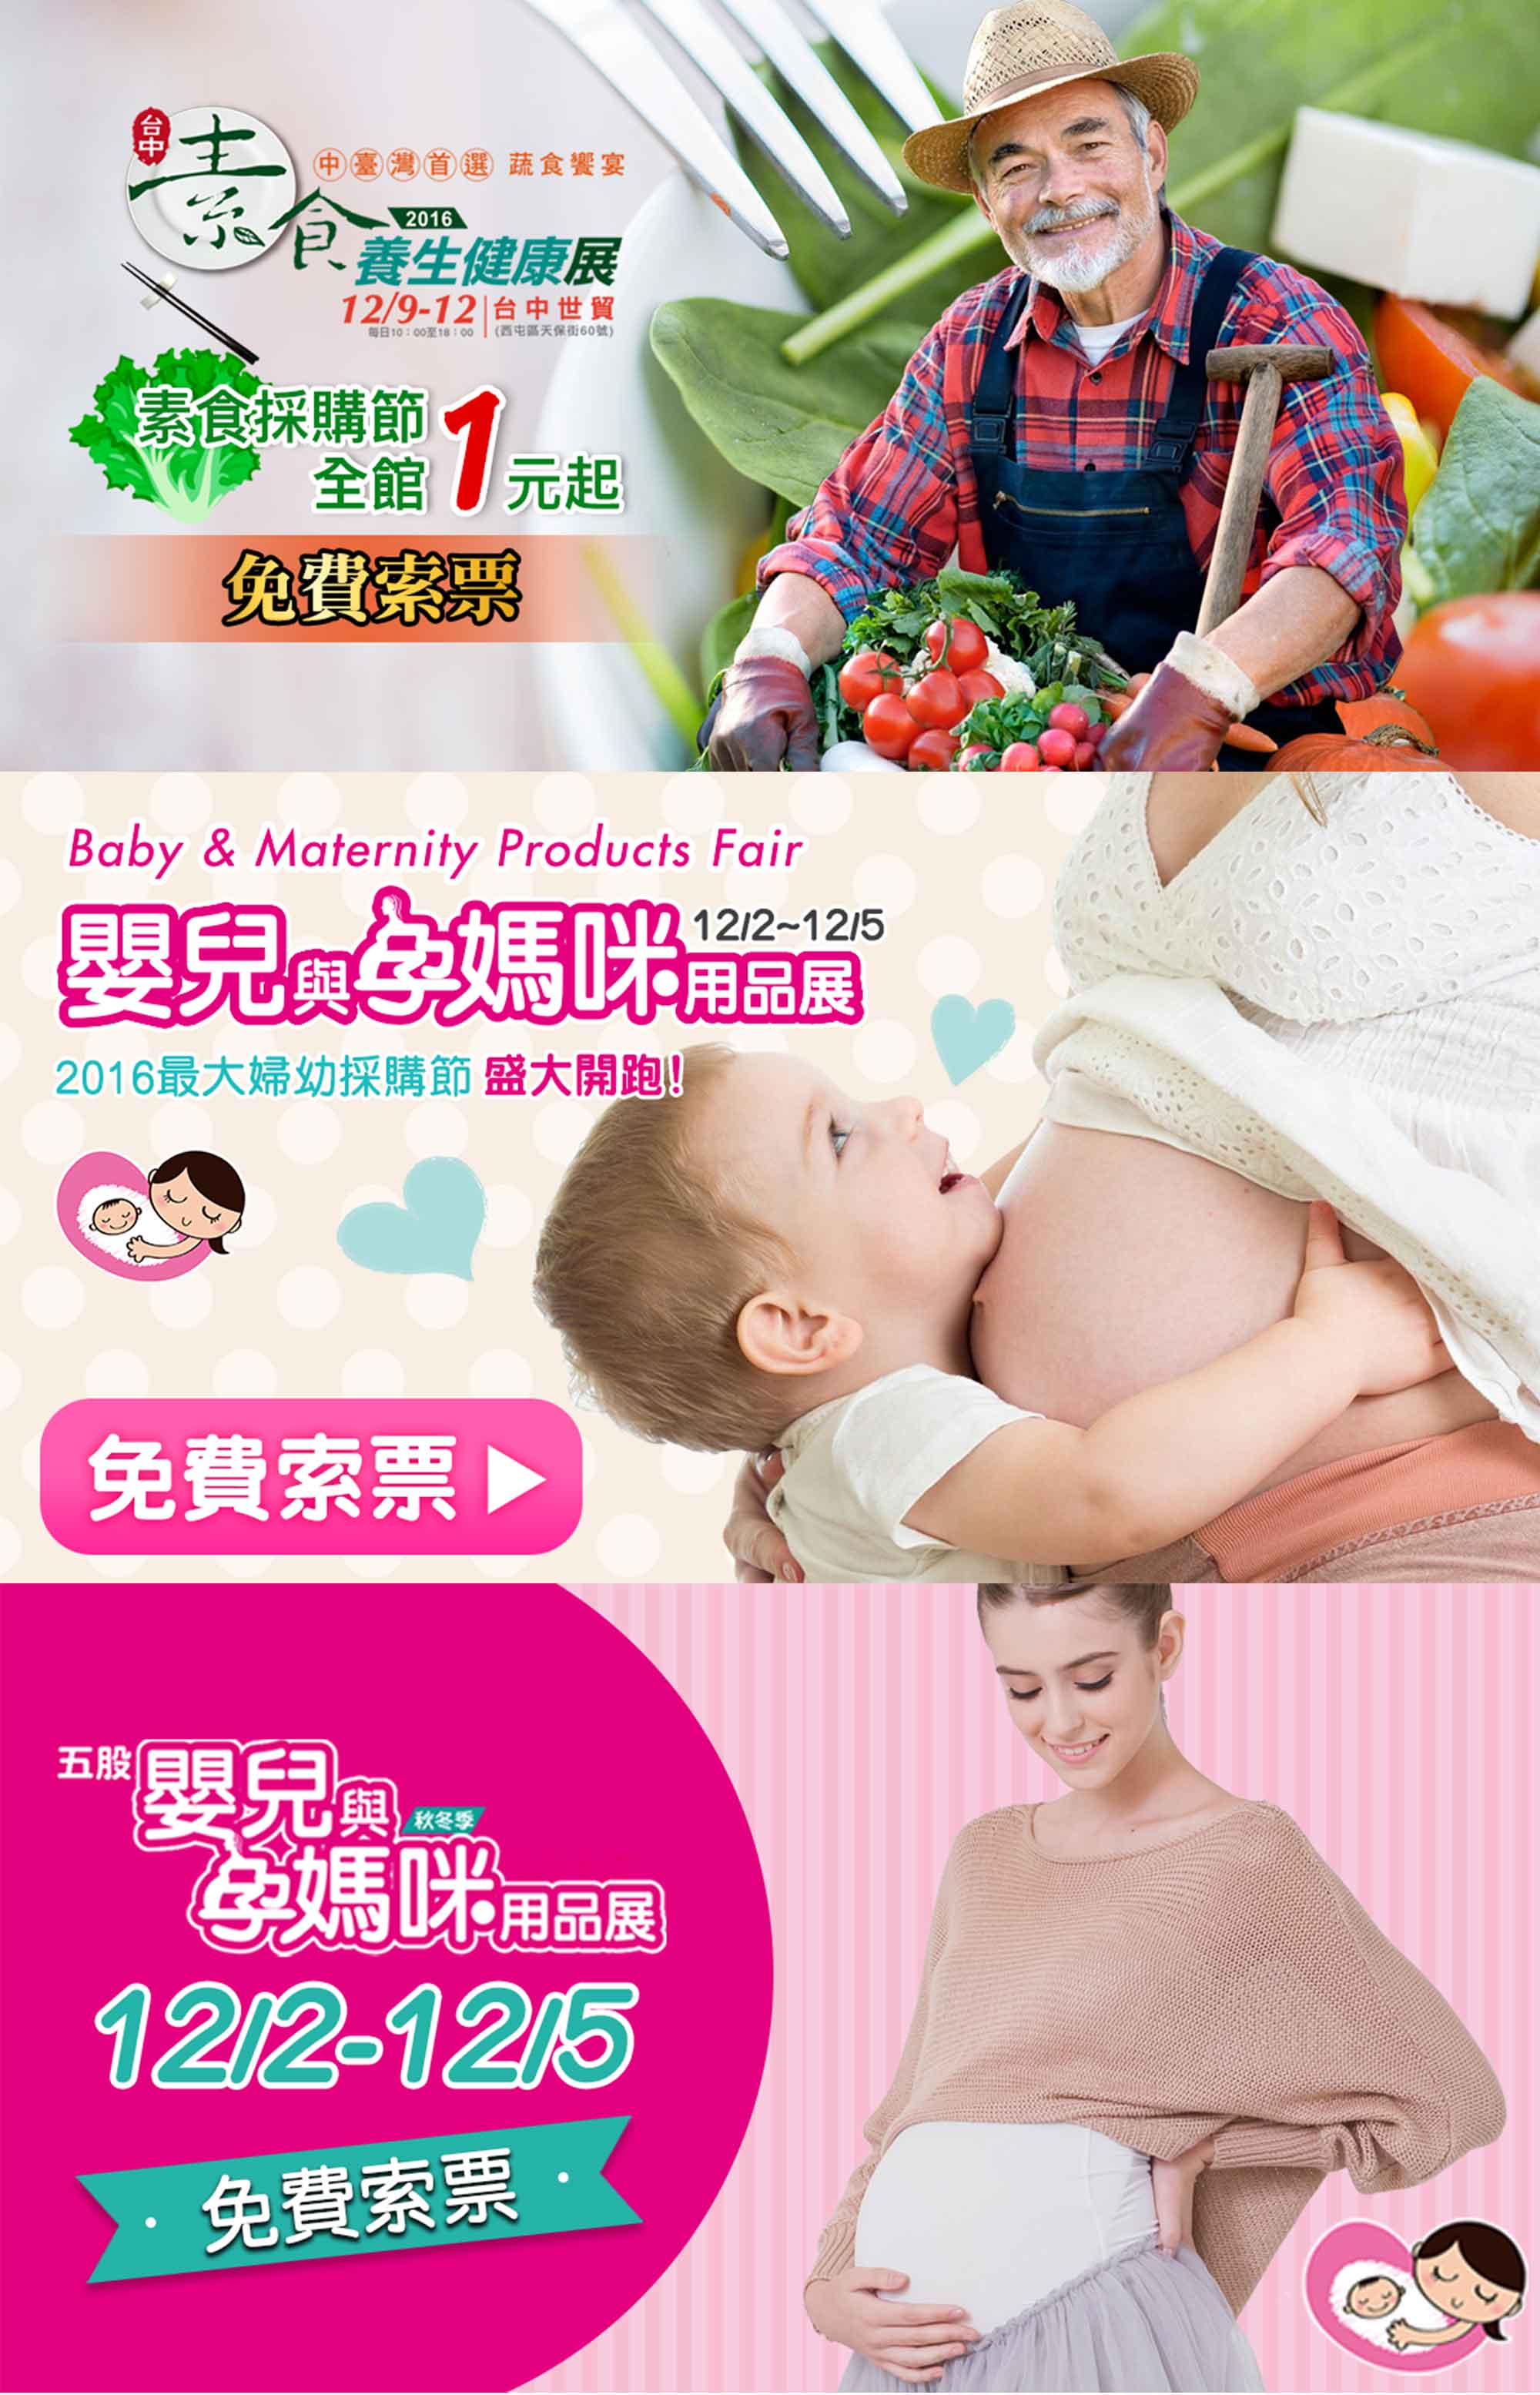 台中
素食
中臺灣首選 蔬食饗宴
2016
養生健康展
12/9-12 台中世貿
每日10:00至18:00 (西屯區天保街60號)
素食採購節
全館1元起
免費索票
Baby & Maternity Products Fair
12/2~12/5
嬰兒與孕媽咪用品展
2016最大婦幼採購節 盛大開跑!
免費索票
五股 嬰兒與
秋冬季
孕媽咪用品展
12/2-12/5
免費索票